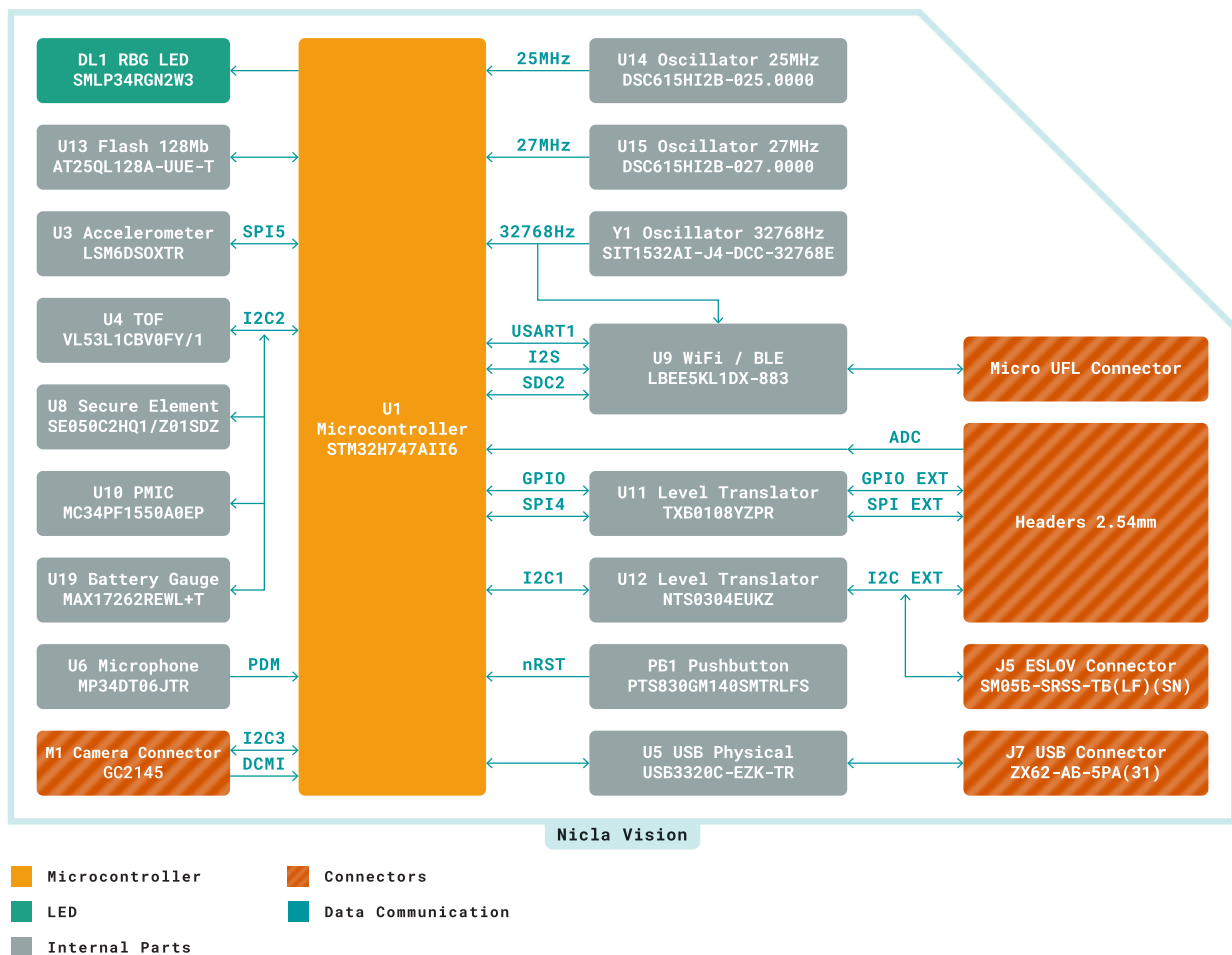 DL1 RBG LED
SMLP34RGN2W3
U13 Flash 128Mb
AT25QL128A-UUE-T
U3 Accelerometer
LSM6DSOXTR
SPI5
U4 TOF
VL53L1CBV0FY/1
I2C2
U8 Secure Element
SE050C2HQ1/Z01SDZ
U10 PMIC
MC34PF1550A0EP
U19 Battery Gauge
MAX17262REWL+T
U6 Microphone
MP34DT06JTR
PDM
M1 Camera Connector
GC2145
I2C3
DCMI
U1
Microcontroller
STM32H747AII6
25MHz
U14 Oscillator 25MHz
DSC615HI2B-025.0000
27MHz
U15 Oscillator 27MHz
DSC615HI2B-027.0000
32768Hz
Y1 Oscillator 32768Hz
SIT1532AI-J4-DCC-32768E
USART1
I2S
SDC2
U9 WiFi / BLE
LBEE5KL1DX-883
Micro UFL Connector
ADC
GPIO
SPI4
U11 Level Translator
TXB0108YZPR
GPIO EXT
SPI EXT
Headers 2.54mm
I2C1
U12 Level Translator
NTS0304EUKZ
I2C EXT
nRST
PB1 Pushbutton
PTS830GM140SMTRLFS
J5 ESLOV Connector
SM05B-SRSS-TB(LF)(SN)
U5 USB Physical
USB3320C-EZK-TR
J7 USB Connector
ZX62-AB-5PA(31)
Nicla Vision
Microcontroller
LED
Internal Parts
Connectors
Data Communication